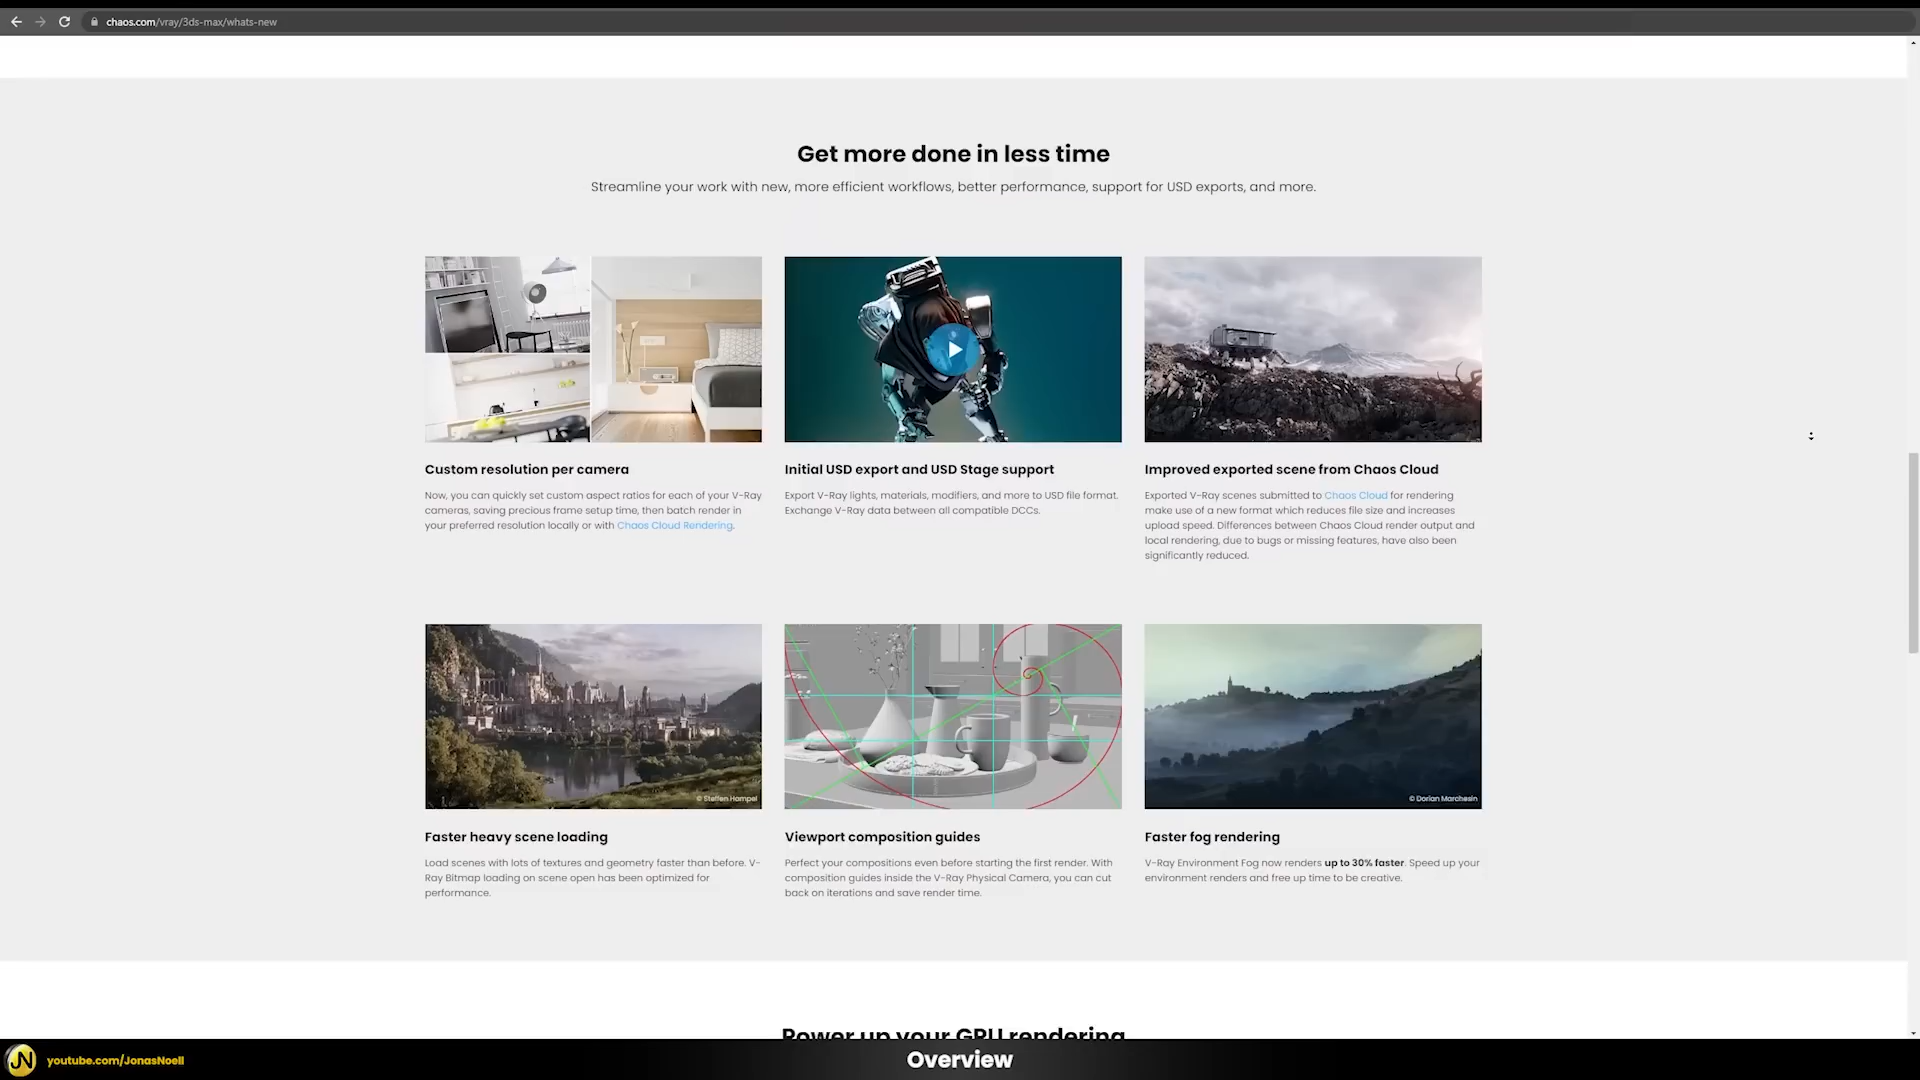 chaos.com/vray/3ds-max/whats-new
Get more done in less time
Streamline your work with new, more efficient workflows, better performance, support for USD exports, and more.
Custom resolution per camera
Now, you can quickly set custom aspect ratios for each of your V-Ray
cameras, saving precious frame setup time, then batch render in
your preferred resolution locally or with Chaos Cloud Rendering.
Initial USD export and USD Stage support
Export V-Ray lights, materials, modifiers, and more to USD file format.
Exchange V-Ray data between all compatible DCCs.
Improved exported scene from Chaos Cloud
Exported V-Ray scenes submitted to Chaos Cloud for rendering
make use of a new format which reduces file size and increases
upload speed. Differences between Chaos Cloud render output and
local rendering, due to bugs or missing features, have also been
significantly reduced.
© Steffen Hampel
© Dorian Marchesin
Faster heavy scene loading
Load scenes with lots of textures and geometry faster than before. V-
Ray Bitmap loading on scene open has been optimized for
performance.
Viewport composition guides
Perfect your compositions even before starting the first render. With
composition guides inside the V-Ray Physical Camera, you can cut
back on iterations and save render time.
Faster fog rendering
V-Ray Environment Fog now renders up to 30% faster. Speed up your
environment renders and free up time to be creative.
Power up your GPU rendering
JN
youtube.com/JonasNoell
Overview